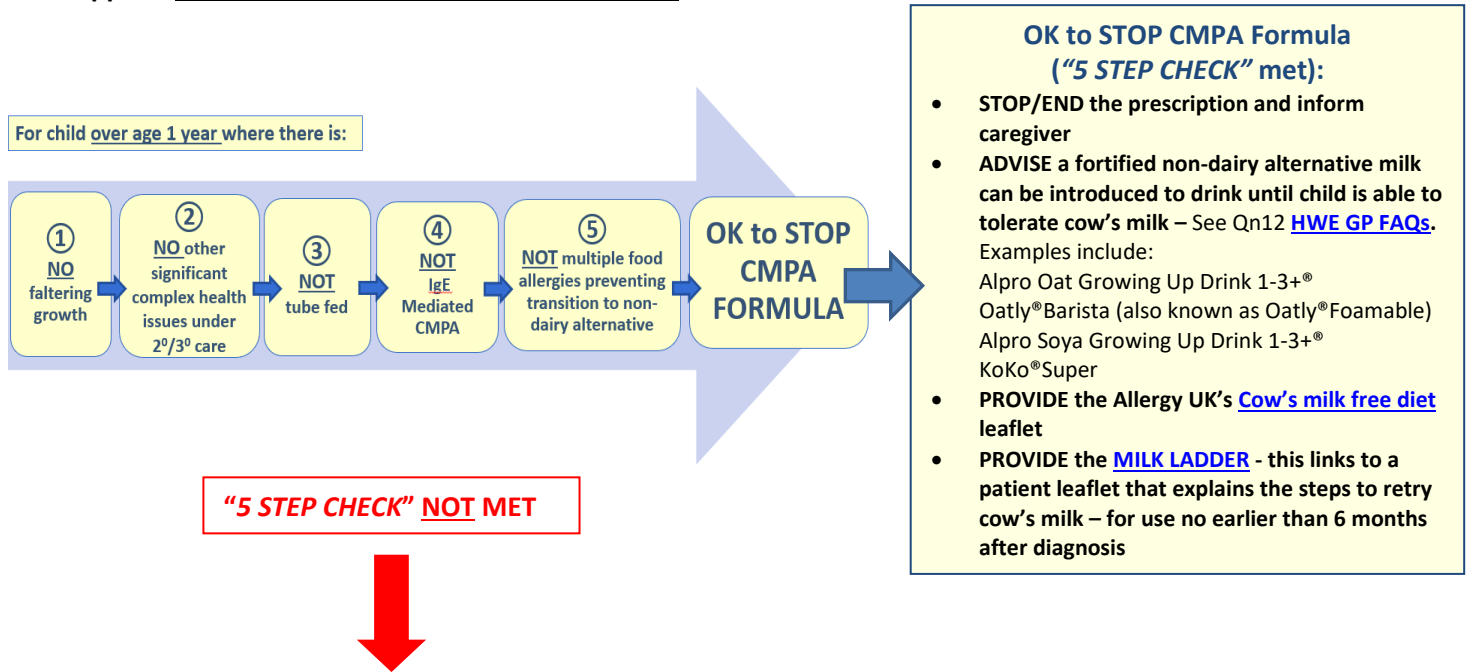 For child over age 1 year where there is:
①
NO
faltering
growth
②
NO other
significant
complex health
issues under
2⁰/3⁰ care
③
NOT
tube fed
④
NOT
IgE
Mediated
CMPA
⑤
NOT multiple food
allergies preventing
transition to non-
dairy alternative
OK to STOP
CMPA
FORMULA
OK to STOP CMPA Formula
(“5 STEP CHECK” met):
• STOP/END the prescription and inform
caregiver
• ADVISE a fortified non-dairy alternative milk
can be introduced to drink until child is able to
tolerate cow’s milk – See Qn12 HWE GP FAQs.
Examples include:
Alpro Oat Growing Up Drink 1-3+®
Oatly®Barista (also known as Oatly®Foamable)
Alpro Soya Growing Up Drink 1-3+®
KoKo®Super
• PROVIDE the Allergy UK’s Cow’s milk free diet
leaflet
• PROVIDE the MILK LADDER - this links to a
patient leaflet that explains the steps to retry
cow’s milk – for use no earlier than 6 months
after diagnosis
“5 STEP CHECK” NOT MET